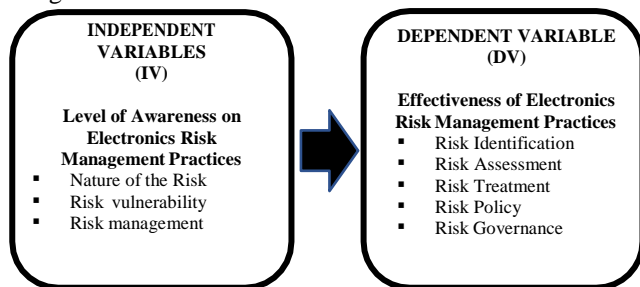 INDEPENDENT
VARIABLES
(IV)
Level of Awareness on
Electronics Risk
Management Practices
▪ Nature of the Risk
▪ Risk vulnerability
▪ Risk management
DEPENDENT VARIABLE
(DV)
Effectiveness of Electronics
Risk Management Practices
▪ Risk Identification
▪ Risk Assessment
▪ Risk Treatment
▪ Risk Policy
▪ Risk Governance